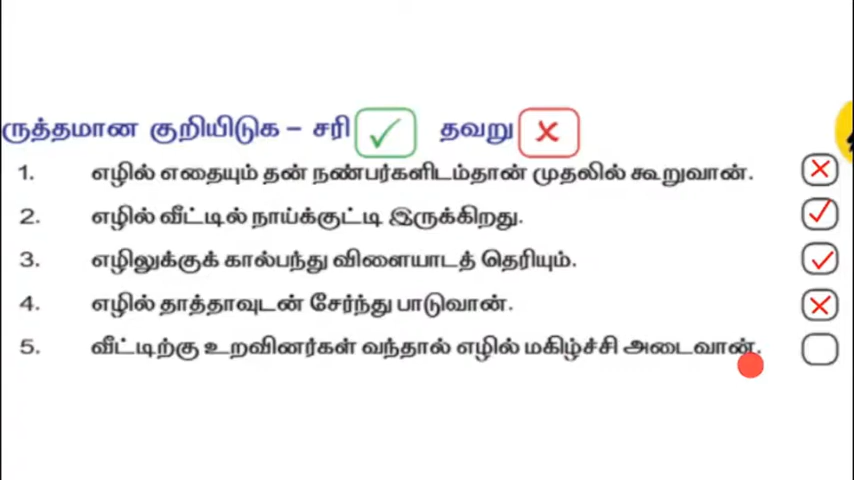 ருத்தமான குறியிடுக – சரி ✓ தவறு ✗
1. எழில் எதையும் தன் நண்பர்களிடம்தான் முதலில் கூறுவான். ✗
2. எழில் வீட்டில் நாய்க்குட்டி இருக்கிறது. ✓
3. எழிலுக்குக் கால்பந்து விளையாடத் தெரியும். ✓
4. எழில் தாத்தாவுடன் சேர்ந்து பாடுவான். ✗
5. வீட்டிற்கு உறவினர்கள் வந்தால் எழில் மகிழ்ச்சி அடைவான்.